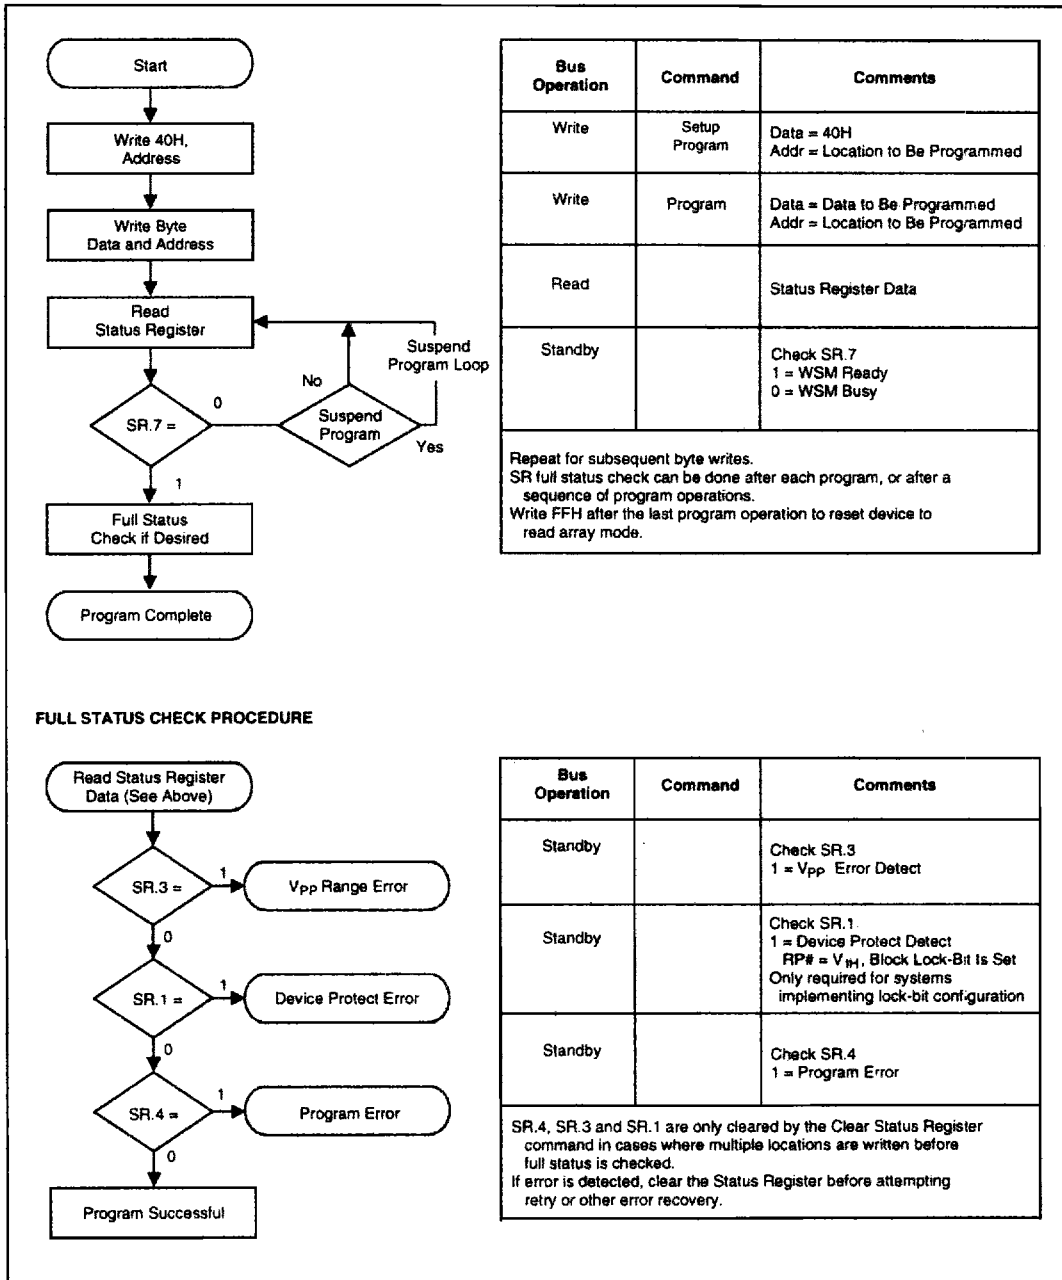 Start
Write 40H,
Address
Write Byte
Data and Address
Read
Status Register
Suspend
Program Loop
No
0
SR.7 =
Suspend
Program
Yes
1
Full Status
Check if Desired
Program Complete
Bus
Operation
Command
Comments
Write
Setup
Program
Data = 40H
Addr = Location to Be Programmed
Write
Program
Data = Data to Be Programmed
Addr = Location to Be Programmed
Read
Status Register Data
Standby
Check SR.7
1 = WSM Ready
0 = WSM Busy
Repeat for subsequent byte writes.
SR full status check can be done after each program, or after a
sequence of program operations.
Write FFH after the last program operation to reset device to
read array mode.
FULL STATUS CHECK PROCEDURE
Read Status Register
Data (See Above)
SR.3 =
1
VPP Range Error
0
SR.1 =
1
Device Protect Error
0
SR.4 =
1
Program Error
0
Program Successful
Bus
Operation
Command
Comments
Standby
Check SR.3
1 = VPP Error Detect
Standby
Check SR.1
1 = Device Protect Detect
RP# = VIH, Block Lock-Bit Is Set
Only required for systems
implementing lock-bit configuration
Standby
Check SR.4
1 = Program Error
SR.4, SR.3 and SR.1 are only cleared by the Clear Status Register
command in cases where multiple locations are written before
full status is checked.
If error is detected, clear the Status Register before attempting
retry or other error recovery.